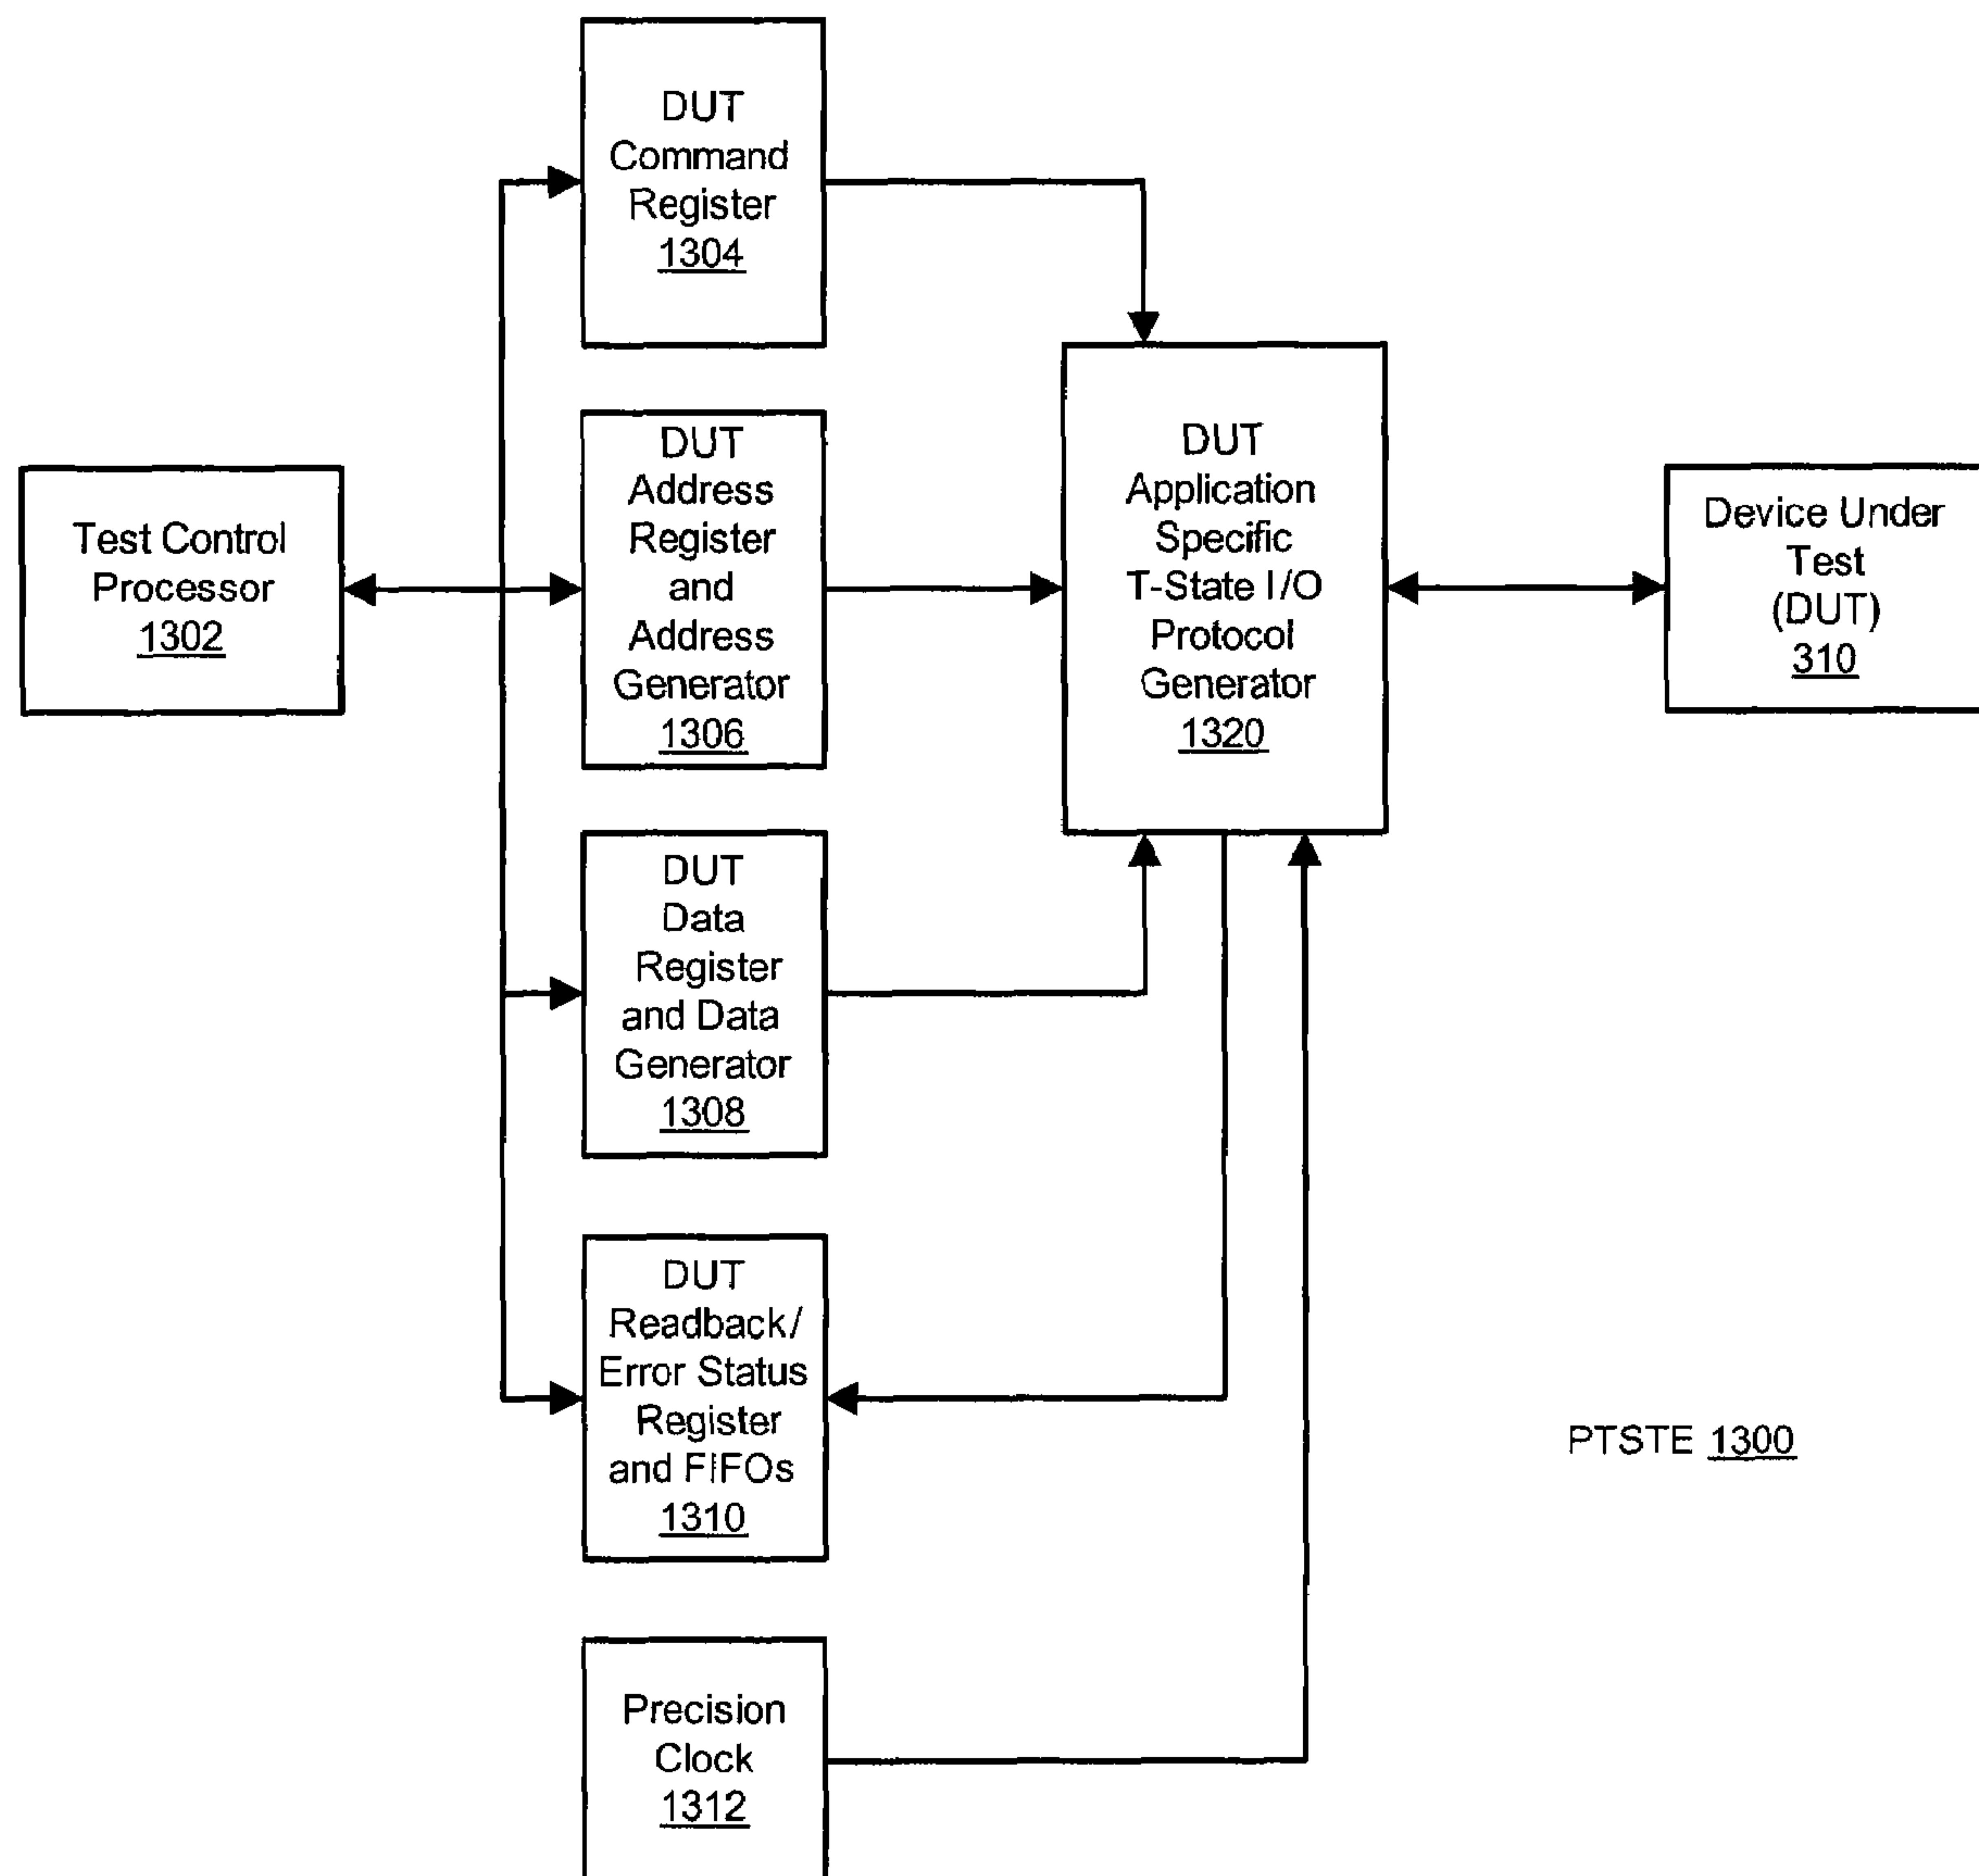 DUT
Command
Register
1304
Test Control
Processor
1302
DUT
Address
Register
and
Address
Generator
1306
DUT
Application
Specific
T-State I/O
Protocol
Generator
1320
Device Under
Test
(DUT)
310
DUT
Data
Register
and Data
Generator
1308
DUT
Readback/
Error Status
Register
and FIFOs
1310
PTSTE 1300
Precision
Clock
1312